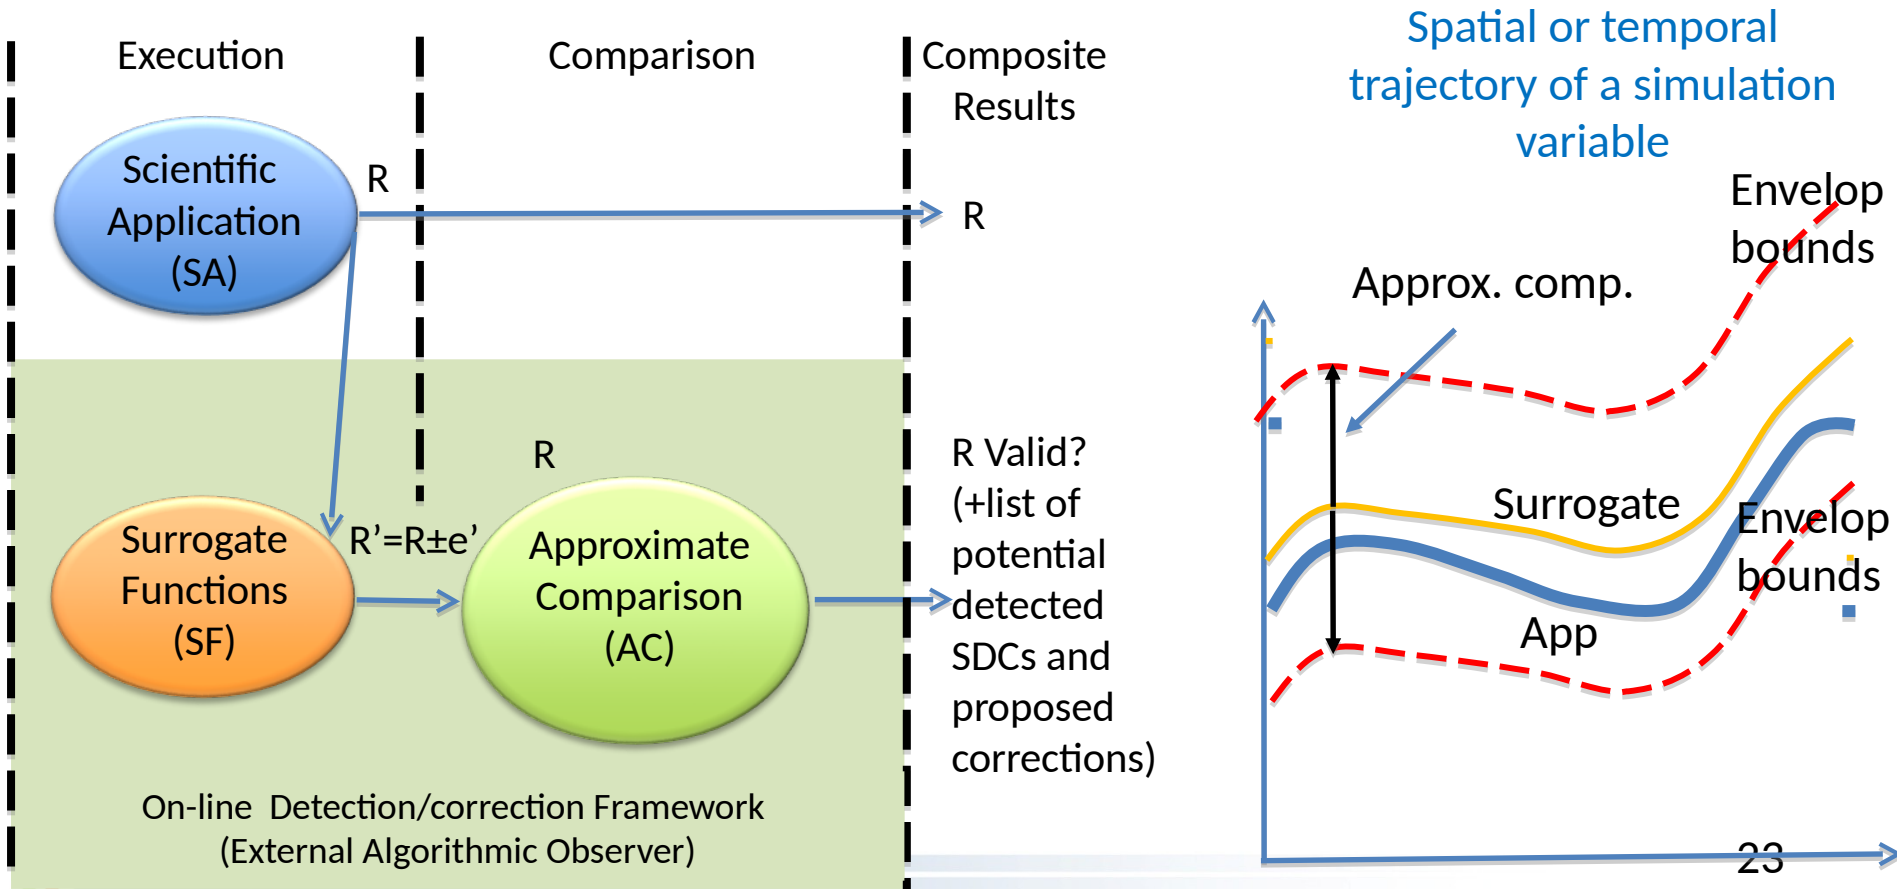 Execution
Comparison
Composite
Results
Scientific
Application
(SA)
R
R
Surrogate
Functions
(SF)
R’=R±e’
R
Approximate
Comparison
(AC)
R Valid?
(+list of
potential
detected
SDCs and
proposed
corrections)
On-line  Detection/correction Framework
(External Algorithmic Observer)
Spatial or temporal
trajectory of a simulation
variable
Envelop
bounds
Approx. comp.
Surrogate
Envelop
bounds
App
23